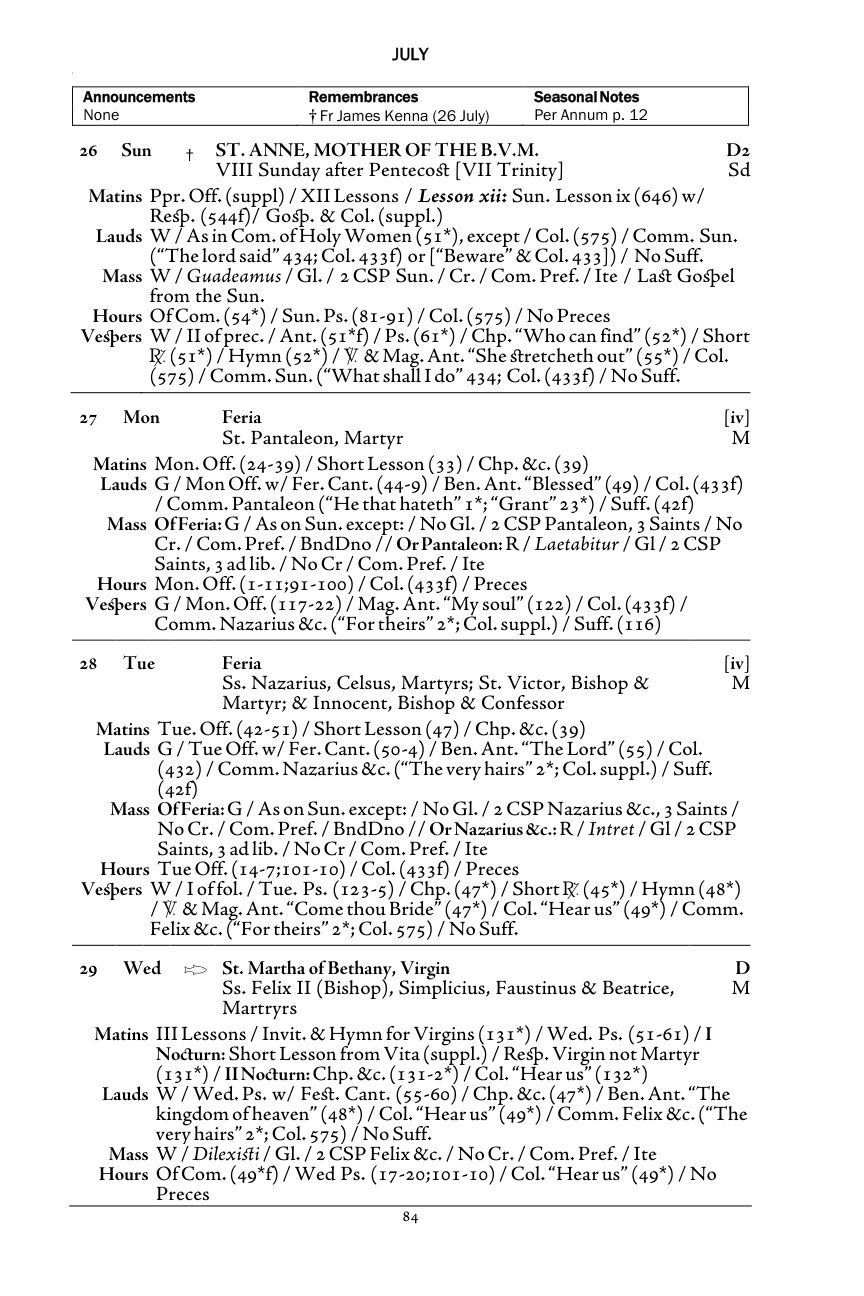 JULY
Announcements Remembrances Seasonal Notes
None † Fr James Kenna (26 July) Per Annum p. 12
26 Sun † ST. ANNE, MOTHER OF THE B.V.M. D2
VIII Sunday after Pentecost [VII Trinity] Sd
Matins Ppr. Off. (suppl) / XII Lessons / Lesson xii: Sun. Lesson ix (646) w/
Resp. (544f)/ Gosp. & Col. (suppl.)
Lauds W / As in Com. of Holy Women (51*), except / Col. (575) / Comm. Sun.
(“The lord said” 434; Col. 433f) or [“Beware” & Col. 433]) / No Suff.
Mass W / Guadeamus / Gl. / 2 CSP Sun. / Cr. / Com. Pref. / Ite / Last Gospel
from the Sun.
Hours Of Com. (54*) / Sun. Ps. (81-91) / Col. (575) / No Preces
Vespers W / II of prec. / Ant. (51*f) / Ps. (61*) / Chp. “Who can find” (52*) / Short
℟. (51*) / Hymn (52*) / ℣. & Mag. Ant. “She stretcheth out” (55*) / Col.
(575) / Comm. Sun. (“What shall I do” 434; Col. (433f) / No Suff.
27 Mon Feria [iv]
St. Pantaleon, Martyr M
Matins Mon. Off. (24-39) / Short Lesson (33) / Chp. &c. (39)
Lauds G / Mon Off. w/ Fer. Cant. (44-9) / Ben. Ant. “Blessed” (49) / Col. (433f)
/ Comm. Pantaleon (“He that hateth” 1*; “Grant” 23*) / Suff. (42f)
Mass Of Feria: G / As on Sun. except: / No Gl. / 2 CSP Pantaleon, 3 Saints / No
Cr. / Com. Pref. / BndDno // Or Pantaleon: R / Laetabitur / Gl / 2 CSP
Saints, 3 ad lib. / No Cr / Com. Pref. / Ite
Hours Mon. Off. (1-11;91-100) / Col. (433f) / Preces
Vespers G / Mon. Off. (117-22) / Mag. Ant. “My soul” (122) / Col. (433f) /
Comm. Nazarius &c. (“For theirs” 2*; Col. suppl.) / Suff. (116)
28 Tue Feria [iv]
Ss. Nazarius, Celsus, Martyrs; St. Victor, Bishop & M
Martyr; & Innocent, Bishop & Confessor
Matins Tue. Off. (42-51) / Short Lesson (47) / Chp. &c. (39)
Lauds G / Tue Off. w/ Fer. Cant. (50-4) / Ben. Ant. “The Lord” (55) / Col.
(432) / Comm. Nazarius &c. (“The very hairs” 2*; Col. suppl.) / Suff.
(42f)
Mass Of Feria: G / As on Sun. except: / No Gl. / 2 CSP Nazarius &c., 3 Saints /
No Cr. / Com. Pref. / BndDno // Or Nazarius &c.: R / Intret / Gl / 2 CSP
Saints, 3 ad lib. / No Cr / Com. Pref. / Ite
Hours Tue Off. (14-7;101-10) / Col. (433f) / Preces
Vespers W / I of fol. / Tue. Ps. (123-5) / Chp. (47*) / Short ℟. (45*) / Hymn (48*)
/ ℣. & Mag. Ant. “Come thou Bride” (47*) / Col. “Hear us” (49*) / Comm.
Felix &c. (“For theirs” 2*; Col. 575) / No Suff.
29 Wed St. Martha of Bethany, Virgin D
Ss. Felix II (Bishop), Simplicius, Faustinus & Beatrice, M
Martryrs
Matins III Lessons / Invit. & Hymn for Virgins (131*) / Wed. Ps. (51-61) / I
Nocturn: Short Lesson from Vita (suppl.) / Resp. Virgin not Martyr
(131*) / II Nocturn: Chp. &c. (131-2*) / Col. “Hear us” (132*)
Lauds W / Wed. Ps. w/ Fest. Cant. (55-60) / Chp. &c. (47*) / Ben. Ant. “The
kingdom of heaven” (48*) / Col. “Hear us” (49*) / Comm. Felix &c. (“The
very hairs” 2*; Col. 575) / No Suff.
Mass W / Dilexisti / Gl. / 2 CSP Felix &c. / No Cr. / Com. Pref. / Ite
Hours Of Com. (49*f) / Wed Ps. (17-20;101-10) / Col. “Hear us” (49*) / No
Preces
84